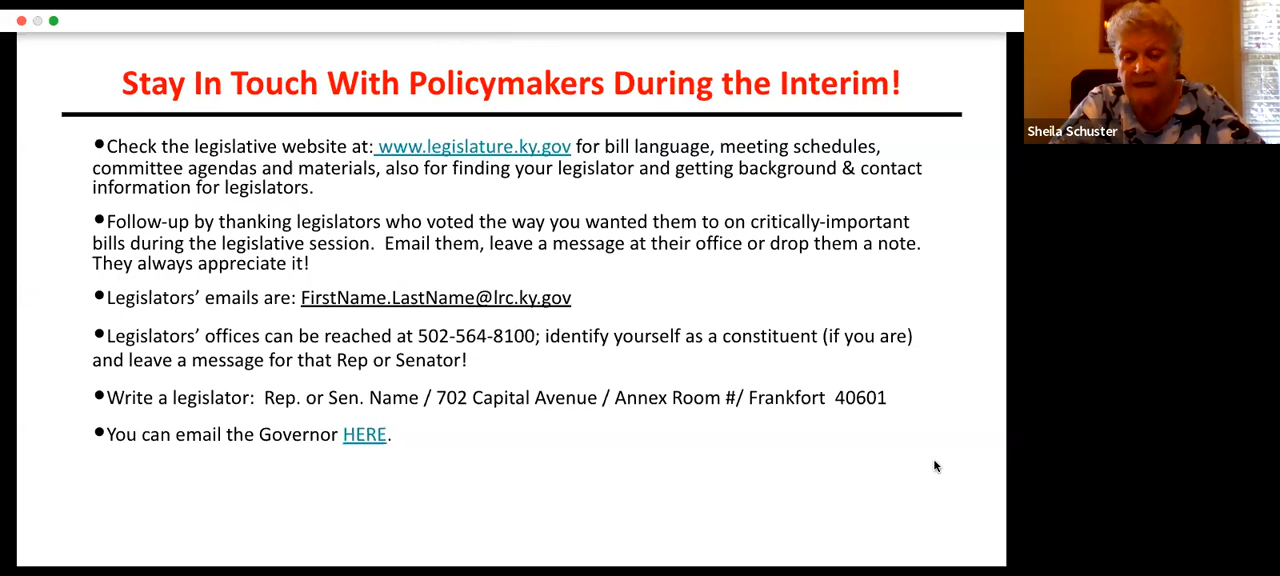 Stay In Touch With Policymakers During the Interim!
•Check the legislative website at: www.legislature.ky.gov for bill language, meeting schedules,
committee agendas and materials, also for finding your legislator and getting background & contact
information for legislators.
•Follow-up by thanking legislators who voted the way you wanted them to on critically-important
bills during the legislative session.  Email them, leave a message at their office or drop them a note.
They always appreciate it!
•Legislators’ emails are: FirstName.LastName@lrc.ky.gov
•Legislators’ offices can be reached at 502-564-8100; identify yourself as a constituent (if you are)
and leave a message for that Rep or Senator!
•Write a legislator:  Rep. or Sen. Name / 702 Capital Avenue / Annex Room #/ Frankfort  40601
•You can email the Governor HERE.
Sheila Schuster